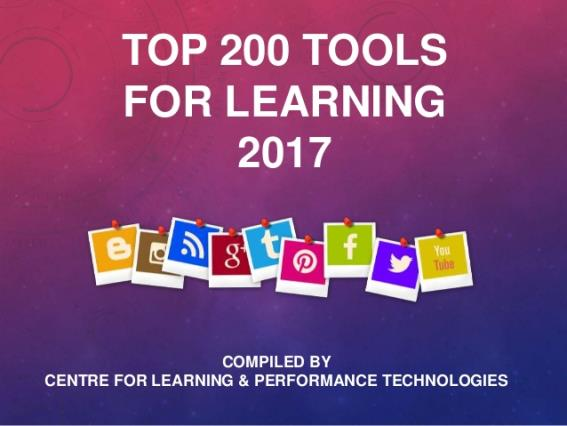 TOP 200 TOOLS
FOR LEARNING
2017
g+
t
f
You
Tube
COMPILED BY
CENTRE FOR LEARNING & PERFORMANCE TECHNOLOGIES